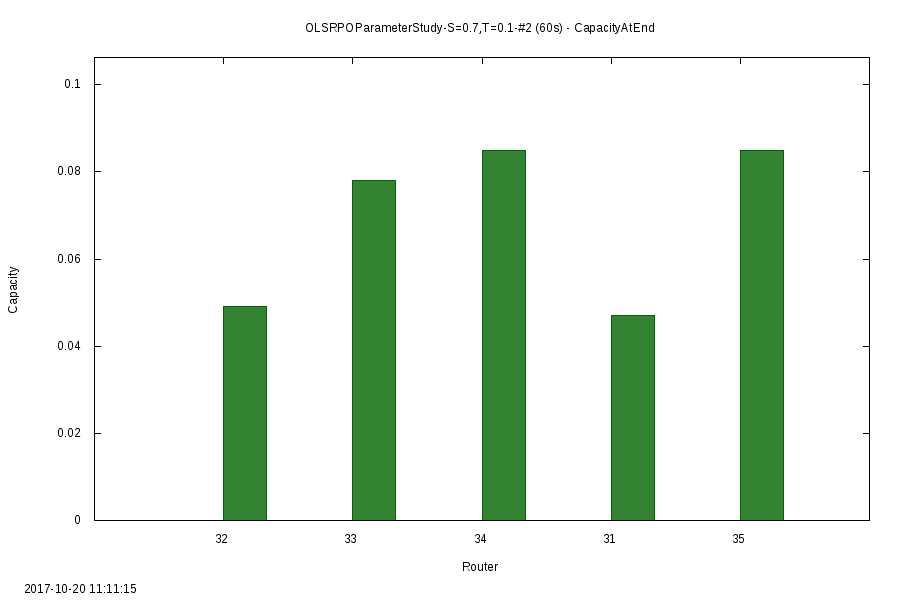 OLSRPOParameterStudy-S=0.7,T=0.1-#2 (60s) - CapacityAtEnd
0.1
0.08
0.06
0.04
0.02
0
Capacity
32 33 34 31 35
Router
2017-10-20 11:11:15